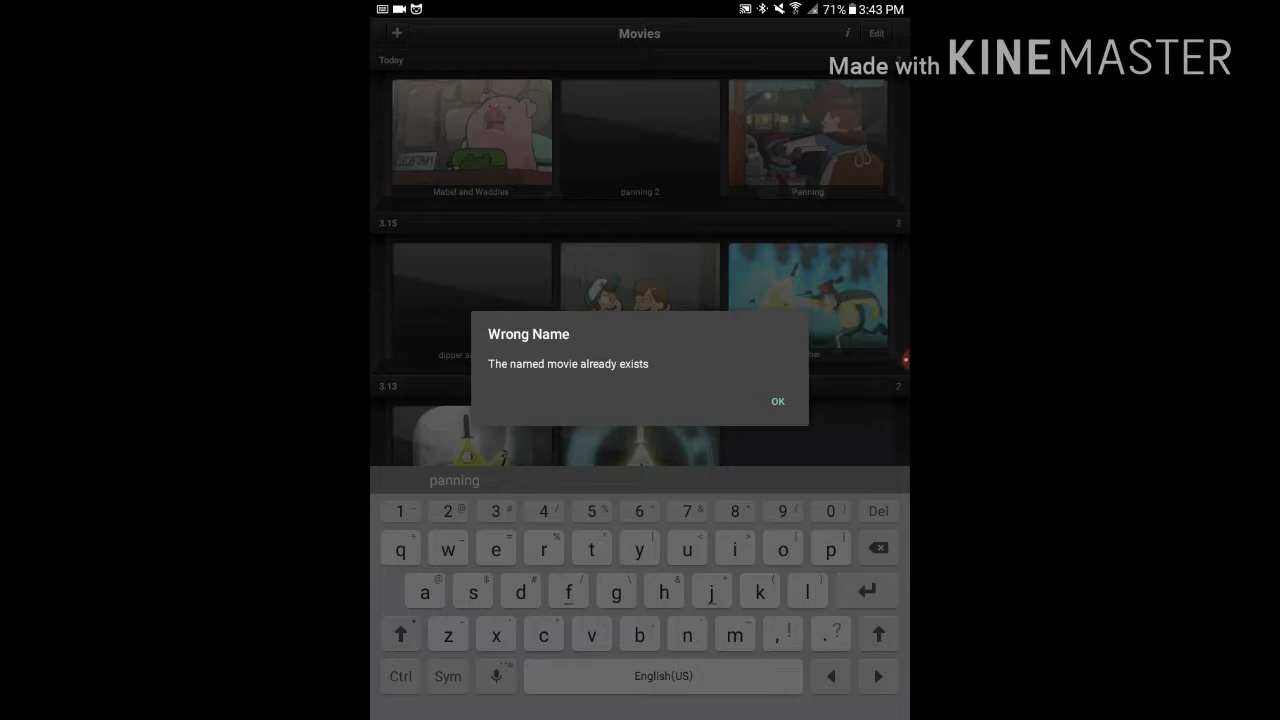 71% 3:43 PM
+ Movies i Edit
Made with KINEMASTER
Today
Mabel and Waddles panning 2 Panning
3.15 3
dipper
3.13 2
Wrong Name
The named movie already exists
OK
panning
1 2 @ 3 # 4 / 5 % 6 ^ 7 & 8 * 9 ( 0 ) Del
q w e r t y u i o p
a s d f g h j k l
z x c v b n m , ! . ?
Ctrl Sym English(US)